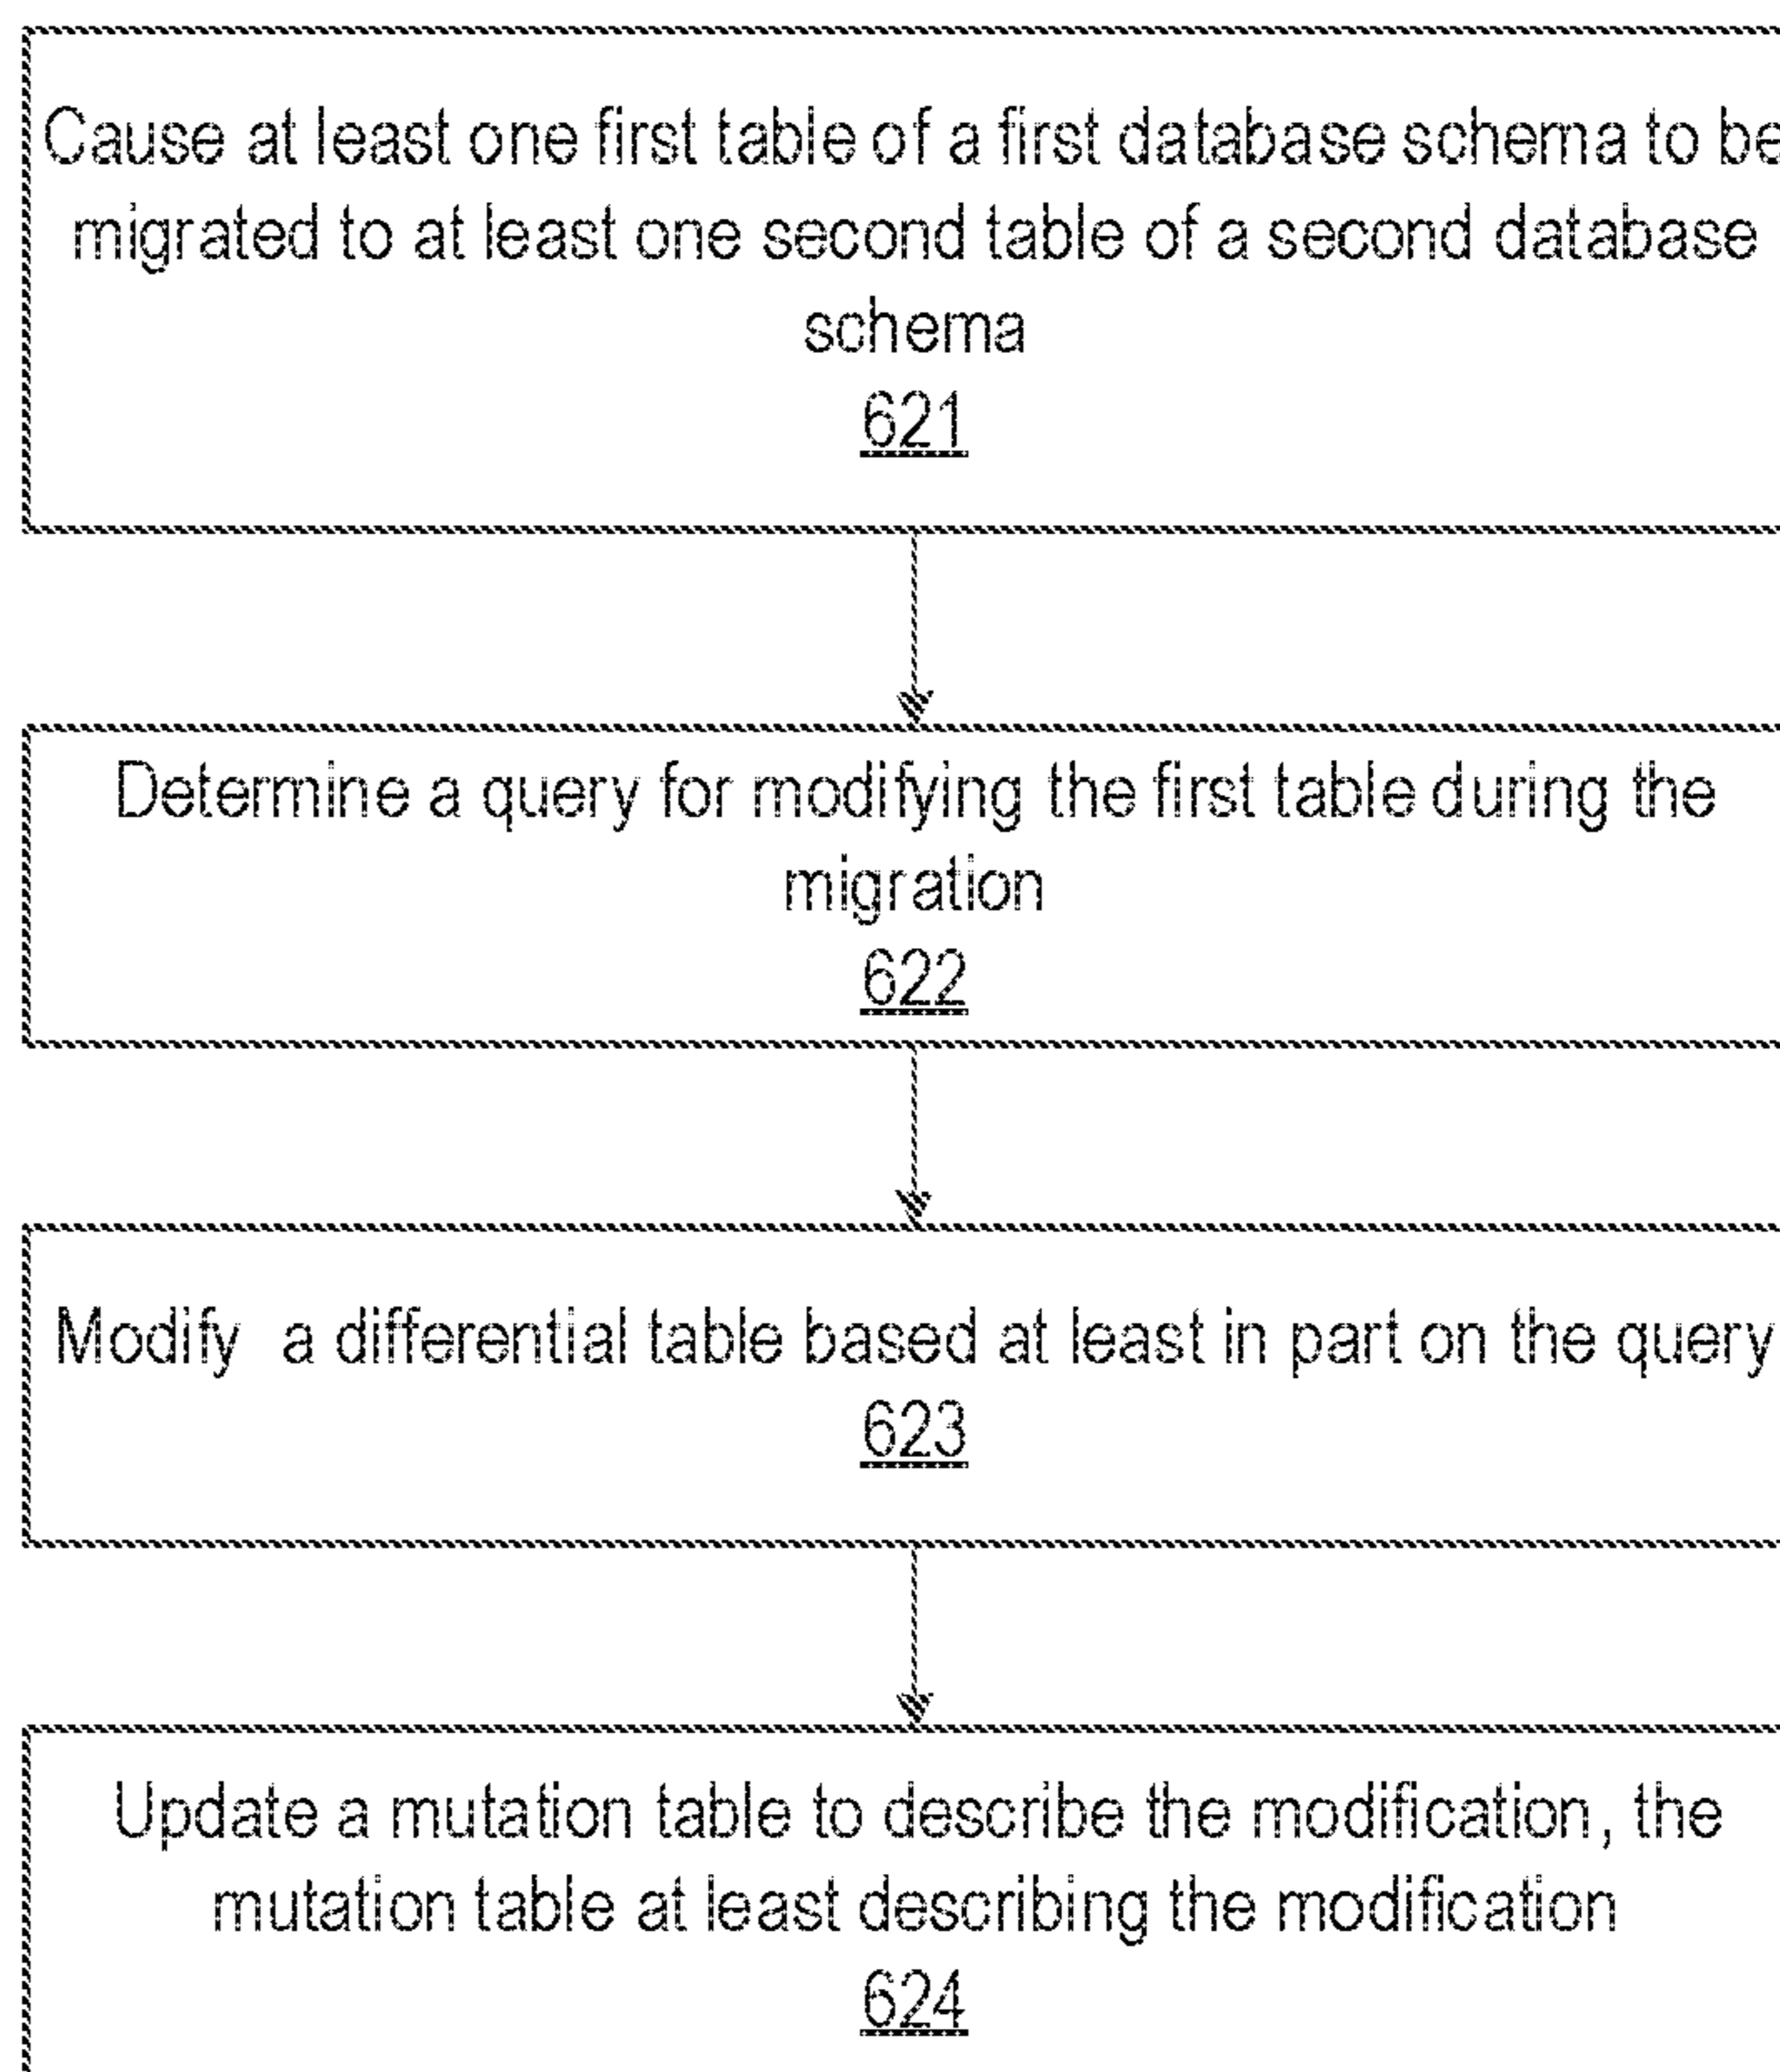 Cause at least one first table of a first database schema to be
migrated to at least one second table of a second database
schema
621
Determine a query for modifying the first table during the
migration
622
Modify a differential table based at least in part on the query
623
Update a mutation table to describe the modification, the
mutation table at least describing the modification
624